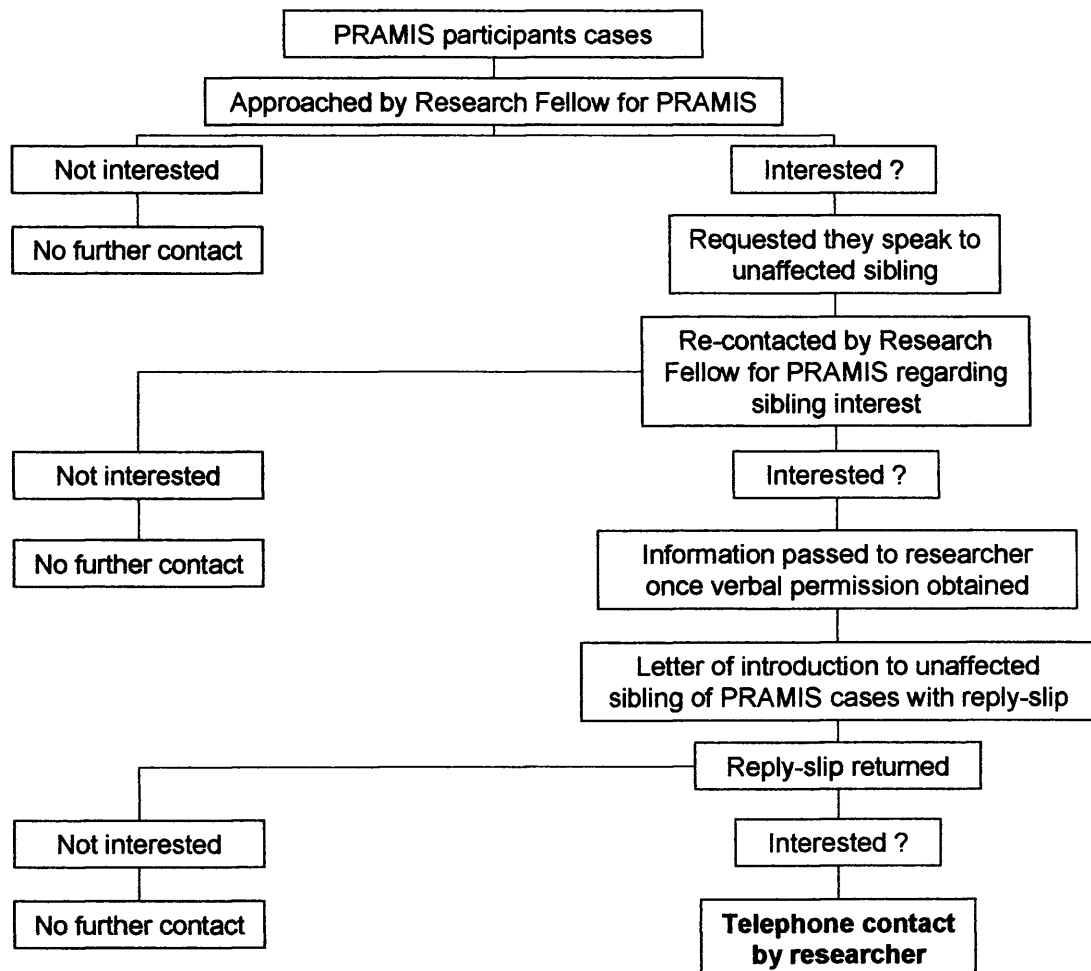 PRAMIS participants cases
Approached by Research Fellow for PRAMIS
Not interested
Interested ?
No further contact
Requested they speak to
unaffected sibling
Re-contacted by Research
Fellow for PRAMIS regarding
sibling interest
Not interested
Interested ?
No further contact
Information passed to researcher
once verbal permission obtained
Letter of introduction to unaffected
sibling of PRAMIS cases with reply-slip
Reply-slip returned
Not interested
Interested ?
No further contact
Telephone contact
by researcher